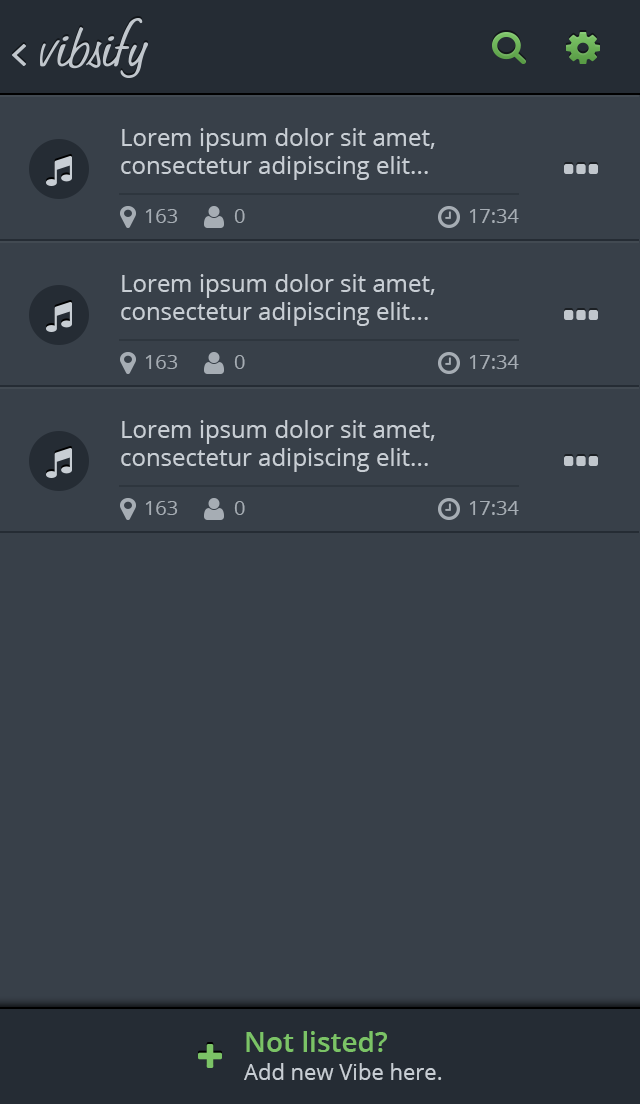 vibsify
Lorem ipsum dolor sit amet,
consectetur adipiscing elit...
163 0 17:34
Lorem ipsum dolor sit amet,
consectetur adipiscing elit...
163 0 17:34
Lorem ipsum dolor sit amet,
consectetur adipiscing elit...
163 0 17:34
Not listed?
Add new Vibe here.